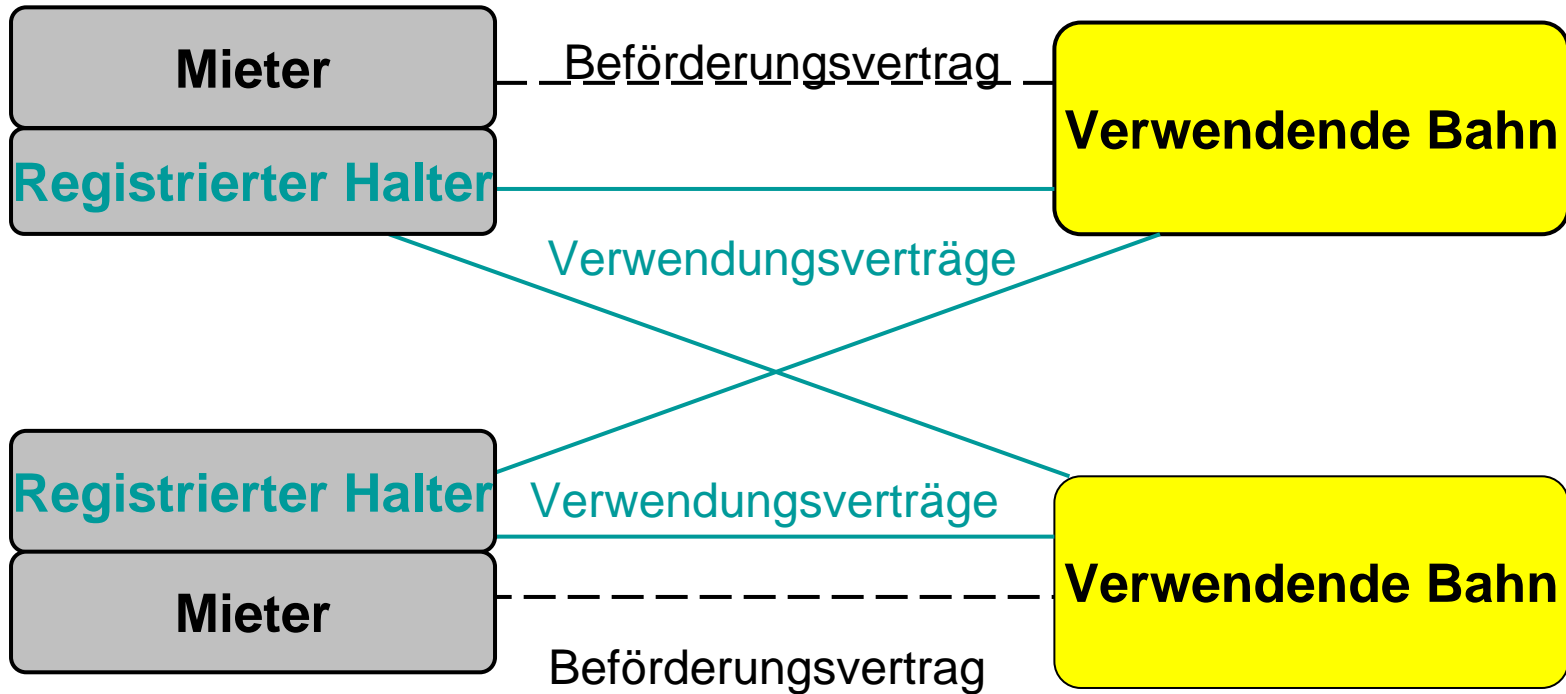 Mieter
Beförderungsvertrag
Verwendende Bahn
Registrierter Halter
Verwendungsverträge
Registrierter Halter
Verwendungsverträge
Verwendende Bahn
Mieter
Beförderungsvertrag